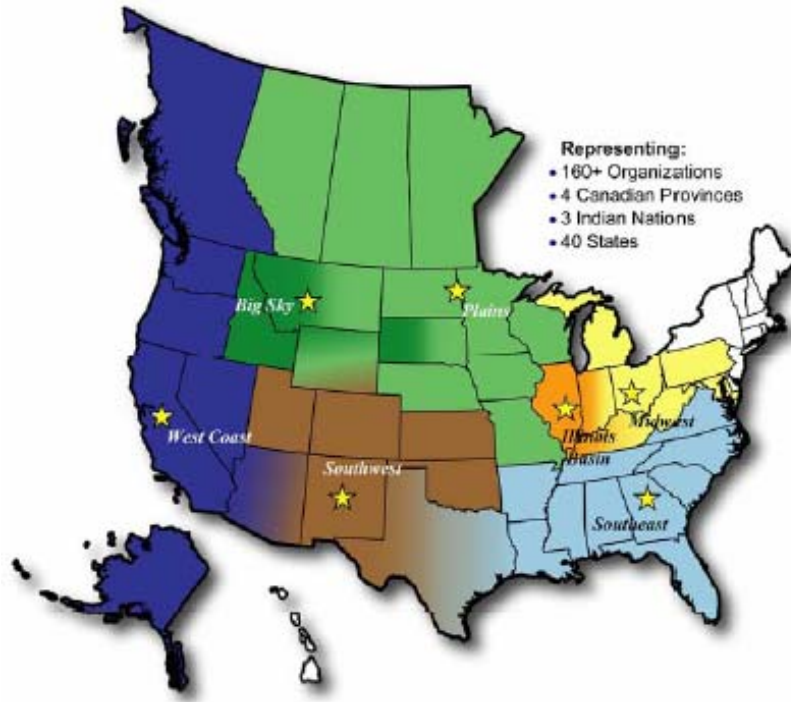 Representing:
• 160+ Organizations
• 4 Canadian Provinces
• 3 Indian Nations
• 40 States
Big Sky
Plains
West Coast
Illinois
Basin
Midwest
Southwest
Southeast